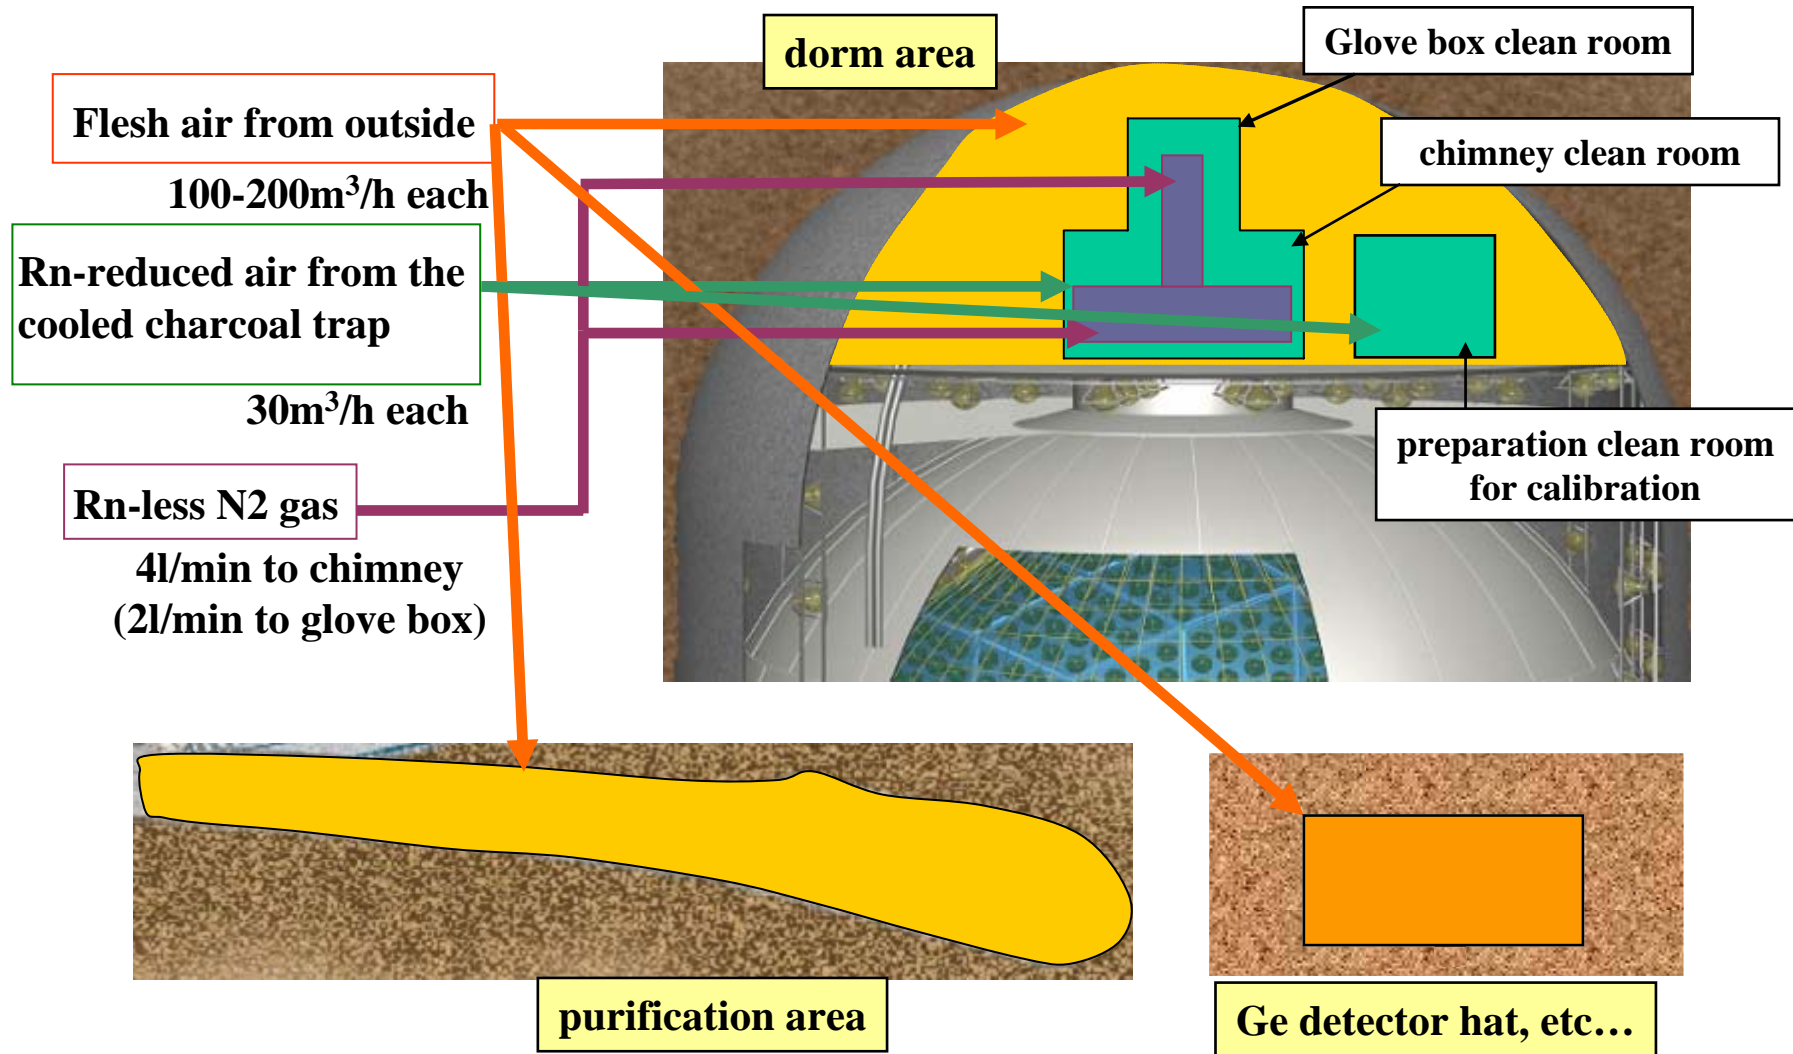 dorm area
Glove box clean room
Flesh air from outside
chimney clean room
100-200m³/h each
Rn-reduced air from the
cooled charcoal trap
30m³/h each
preparation clean room
for calibration
Rn-less N2 gas
4l/min to chimney
(2l/min to glove box)
purification area
Ge detector hat, etc…